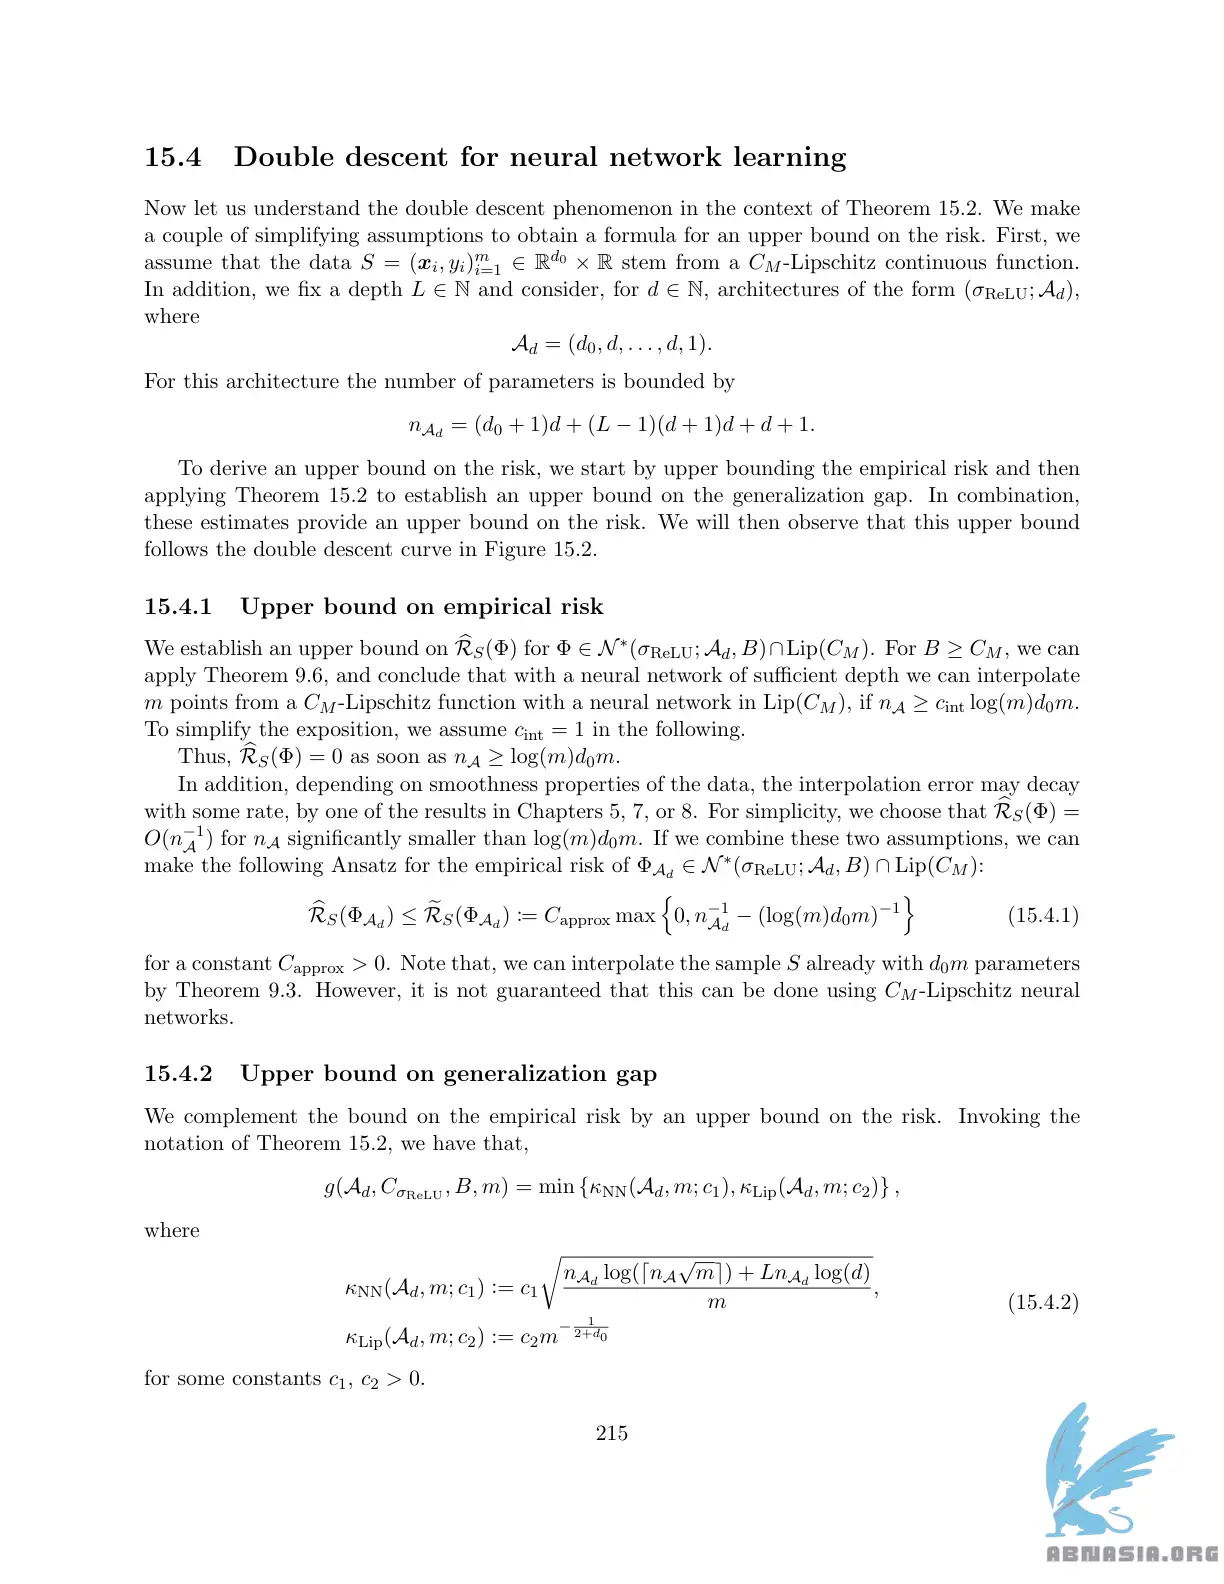 15.4 Double descent for neural network learning
Now let us understand the double descent phenomenon in the context of Theorem 15.2. We make
a couple of simplifying assumptions to obtain a formula for an upper bound on the risk. First, we
assume that the data $S = (\boldsymbol{x}_i, y_i)_{i=1}^m \in \mathbb{R}^{d_0} \times \mathbb{R}$ stem from a $C_M$-Lipschitz continuous function.
In addition, we fix a depth $L \in \mathbb{N}$ and consider, for $d \in \mathbb{N}$, architectures of the form $(\sigma_{\rm ReLU}; \mathcal{A}_d)$,
where
$\mathcal{A}_d = (d_0, d, \ldots, d, 1).$
For this architecture the number of parameters is bounded by
$n_{\mathcal{A}_d} = (d_0 + 1)d + (L - 1)(d + 1)d + d + 1.$
To derive an upper bound on the risk, we start by upper bounding the empirical risk and then
applying Theorem 15.2 to establish an upper bound on the generalization gap. In combination,
these estimates provide an upper bound on the risk. We will then observe that this upper bound
follows the double descent curve in Figure 15.2.
15.4.1 Upper bound on empirical risk
We establish an upper bound on $\widehat{\mathcal{R}}_S(\Phi)$ for $\Phi \in \mathcal{N}^*(\sigma_{\rm ReLU}; \mathcal{A}_d, B) \cap \mathrm{Lip}(C_M)$. For $B \geq C_M$, we can
apply Theorem 9.6, and conclude that with a neural network of sufficient depth we can interpolate
$m$ points from a $C_M$-Lipschitz function with a neural network in $\mathrm{Lip}(C_M)$, if $n_{\mathcal{A}} \geq c_{\rm int} \log(m) d_0 m$.
To simplify the exposition, we assume $c_{\rm int} = 1$ in the following.
Thus, $\widehat{\mathcal{R}}_S(\Phi) = 0$ as soon as $n_{\mathcal{A}} \geq \log(m) d_0 m$.
In addition, depending on smoothness properties of the data, the interpolation error may decay
with some rate, by one of the results in Chapters 5, 7, or 8. For simplicity, we choose that $\widehat{\mathcal{R}}_S(\Phi) =$
$O(n_{\mathcal{A}}^{-1})$ for $n_{\mathcal{A}}$ significantly smaller than $\log(m) d_0 m$. If we combine these two assumptions, we can
make the following Ansatz for the empirical risk of $\Phi_{\mathcal{A}_d} \in \mathcal{N}^*(\sigma_{\rm ReLU}; \mathcal{A}_d, B) \cap \mathrm{Lip}(C_M)$:
$\widehat{\mathcal{R}}_S(\Phi_{\mathcal{A}_d}) \leq \widetilde{\mathcal{R}}_S(\Phi_{\mathcal{A}_d}) := C_{\rm approx} \max \left\{ 0, n_{\mathcal{A}_d}^{-1} - (\log(m) d_0 m)^{-1} \right\}$ (15.4.1)
for a constant $C_{\rm approx} > 0$. Note that, we can interpolate the sample $S$ already with $d_0 m$ parameters
by Theorem 9.3. However, it is not guaranteed that this can be done using $C_M$-Lipschitz neural
networks.
15.4.2 Upper bound on generalization gap
We complement the bound on the empirical risk by an upper bound on the risk. Invoking the
notation of Theorem 15.2, we have that,
$g(\mathcal{A}_d, C_{\sigma_{\rm ReLU}}, B, m) = \min \{ \kappa_{\rm NN}(\mathcal{A}_d, m; c_1), \kappa_{\rm Lip}(\mathcal{A}_d, m; c_2) \},$
where
$\kappa_{\rm NN}(\mathcal{A}_d, m; c_1) := c_1 \sqrt{\frac{n_{\mathcal{A}_d} \log(\lceil n_{\mathcal{A}} \sqrt{m} \rceil) + L n_{\mathcal{A}_d} \log(d)}{m}},$
(15.4.2)
$\kappa_{\rm Lip}(\mathcal{A}_d, m; c_2) := c_2 m^{-\frac{1}{2+d_0}}$
for some constants $c_1$, $c_2 > 0$.
215
ABNASIA.ORG